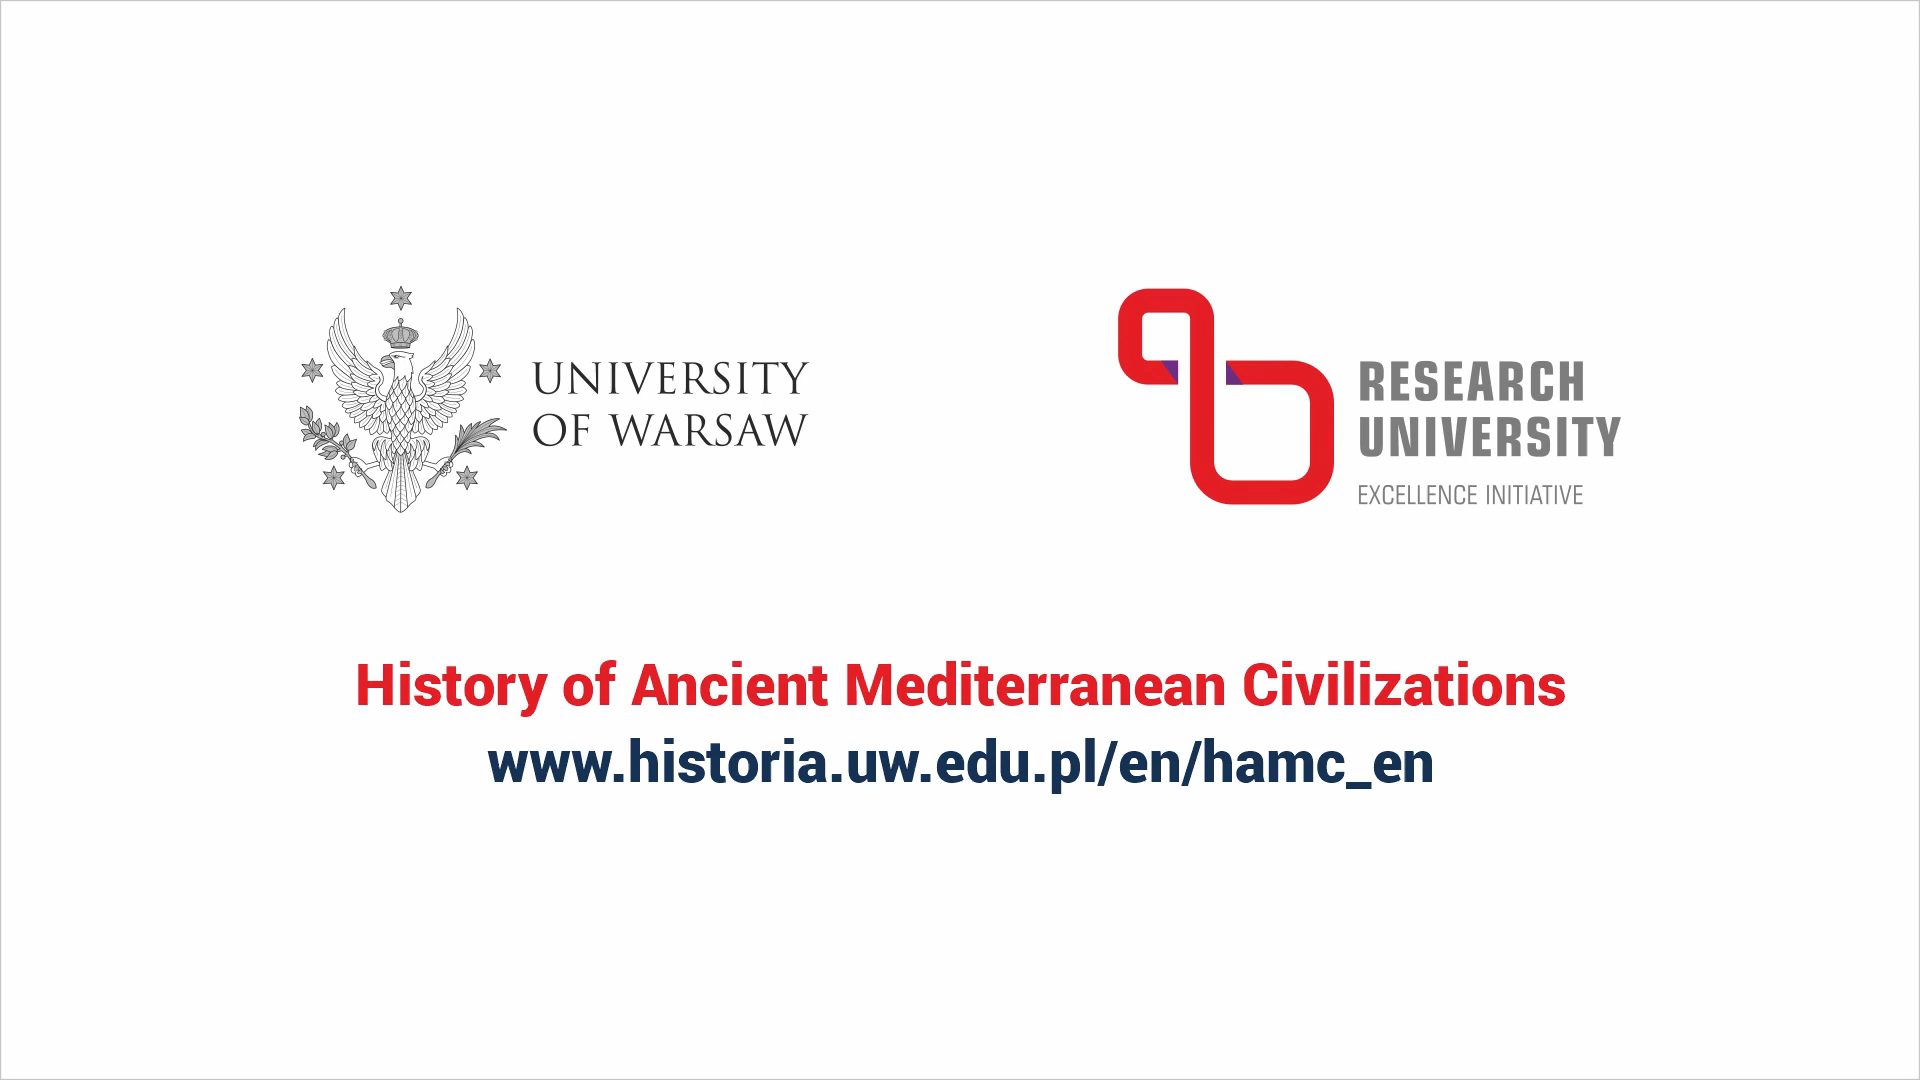 UNIVERSITY
OF WARSAW
RESEARCH
UNIVERSITY
EXCELLENCE INITIATIVE
History of Ancient Mediterranean Civilizations
www.historia.uw.edu.pl/en/hamc_en